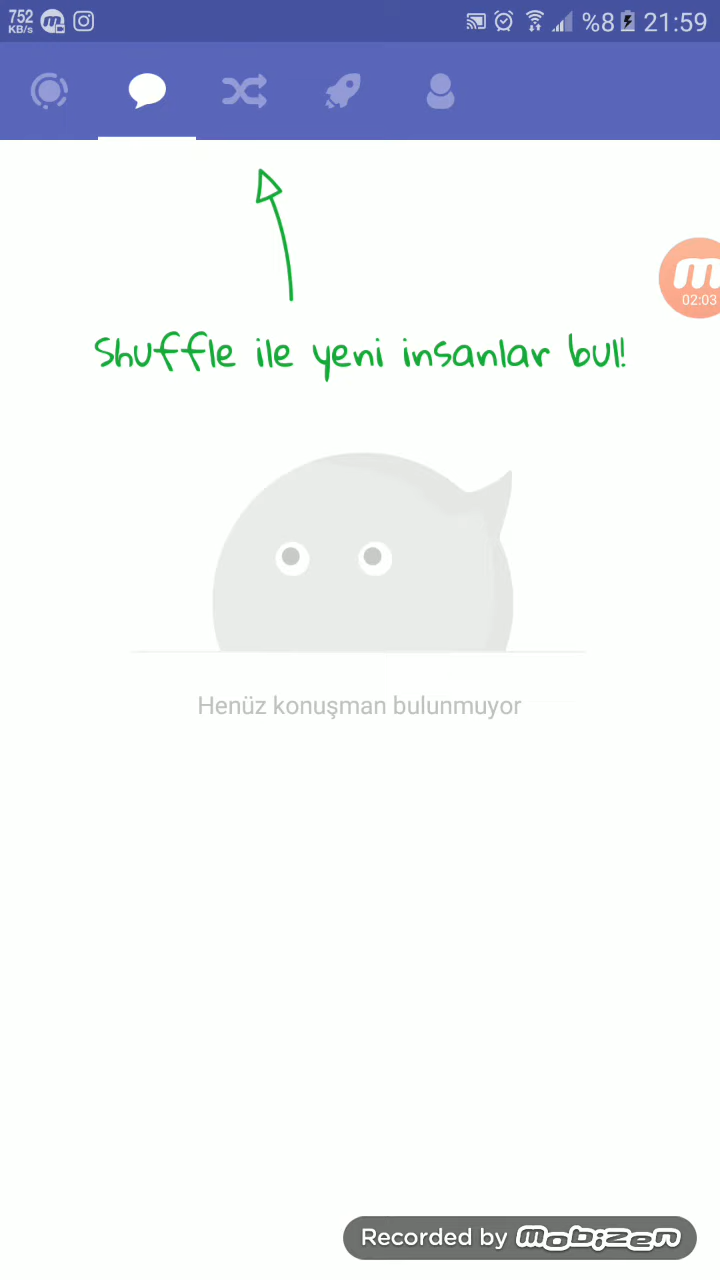 752
KB/s
%8 21:59
02:03
Shuffle ile yeni insanlar bul!
Henüz konuşman bulunmuyor
Recorded by mobizen